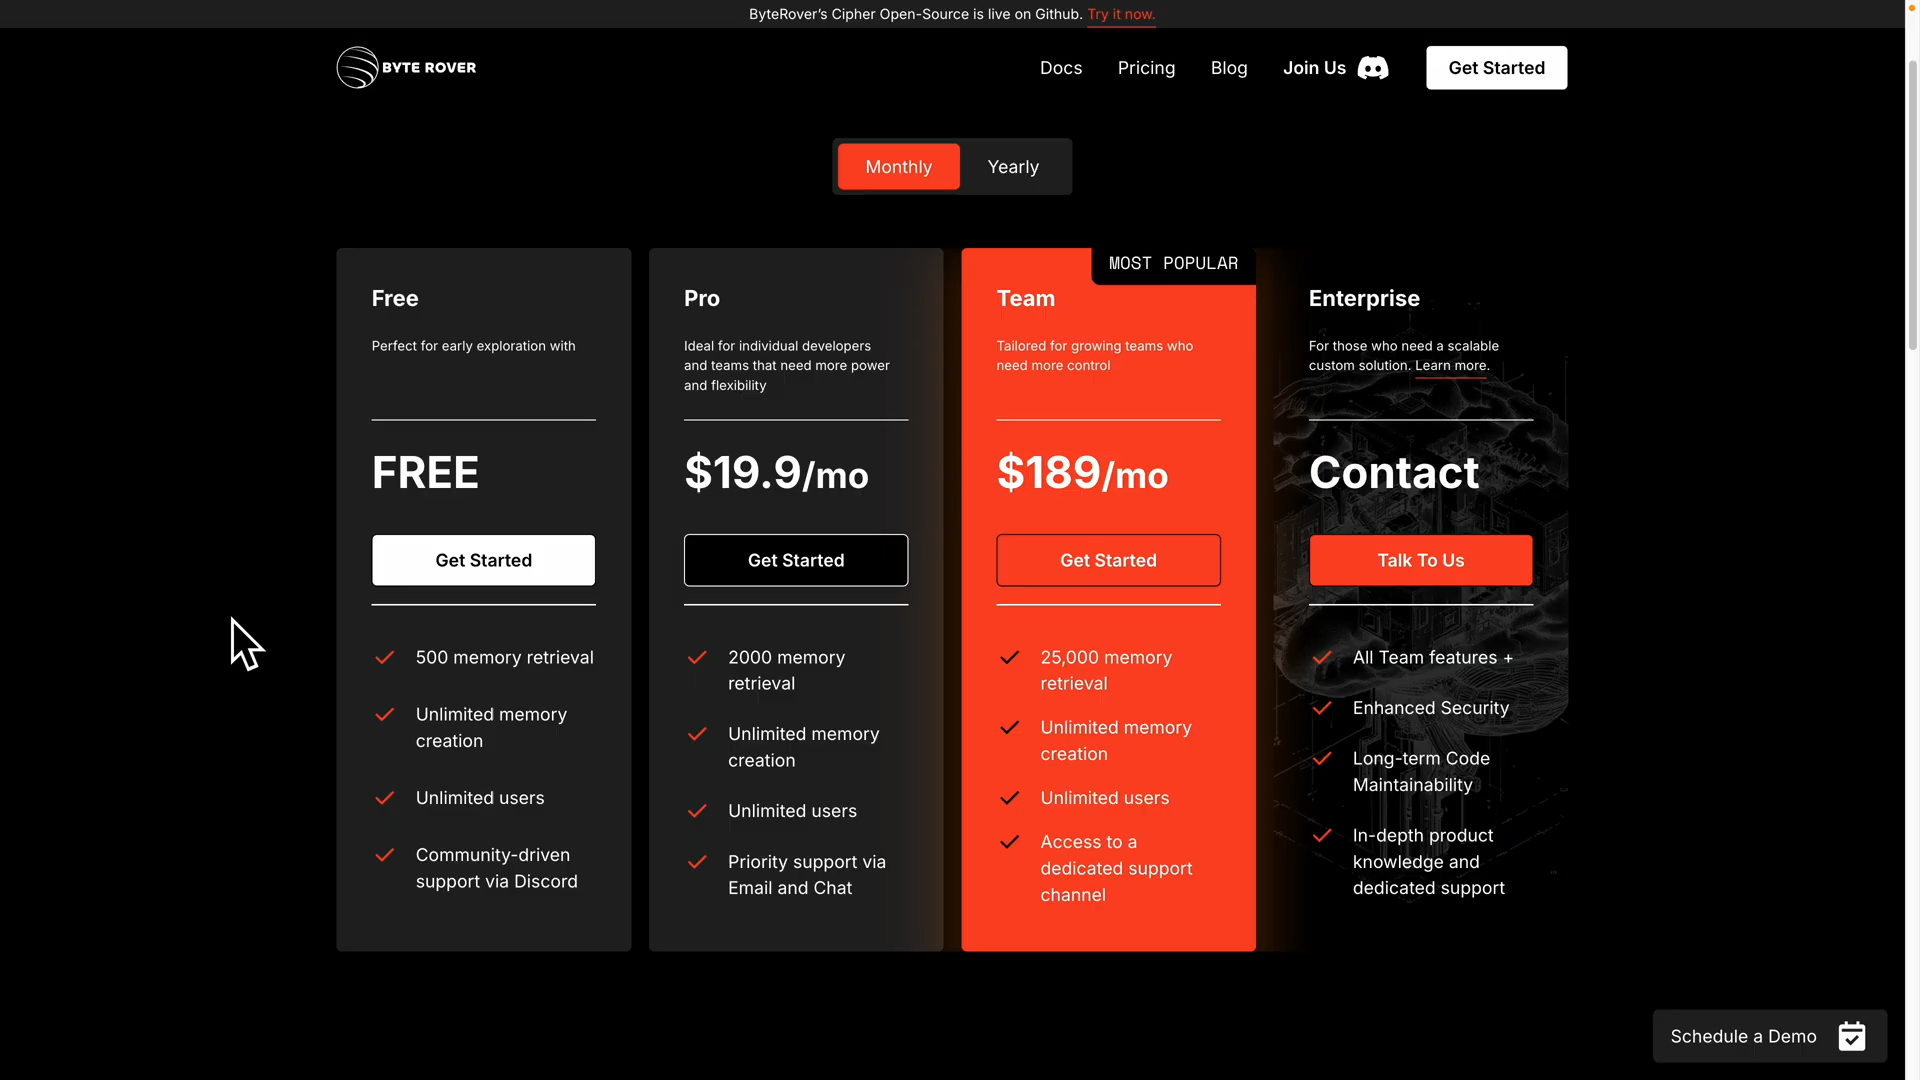 ByteRover's Cipher Open-Source is live on Github. Try it now.
BYTE ROVER
Docs
Pricing
Blog
Join Us
Get Started
Monthly
Yearly
Free
Perfect for early exploration with
FREE
Get Started
500 memory retrieval
Unlimited memory
creation
Unlimited users
Community-driven
support via Discord
Pro
Ideal for individual developers
and teams that need more power
and flexibility
$19.9/mo
Get Started
2000 memory
retrieval
Unlimited memory
creation
Unlimited users
Priority support via
Email and Chat
MOST POPULAR
Team
Tailored for growing teams who
need more control
$189/mo
Get Started
25,000 memory
retrieval
Unlimited memory
creation
Unlimited users
Access to a
dedicated support
channel
Enterprise
For those who need a scalable
custom solution. Learn more.
Contact
Talk To Us
All Team features +
Enhanced Security
Long-term Code
Maintainability
In-depth product
knowledge and
dedicated support
Schedule a Demo